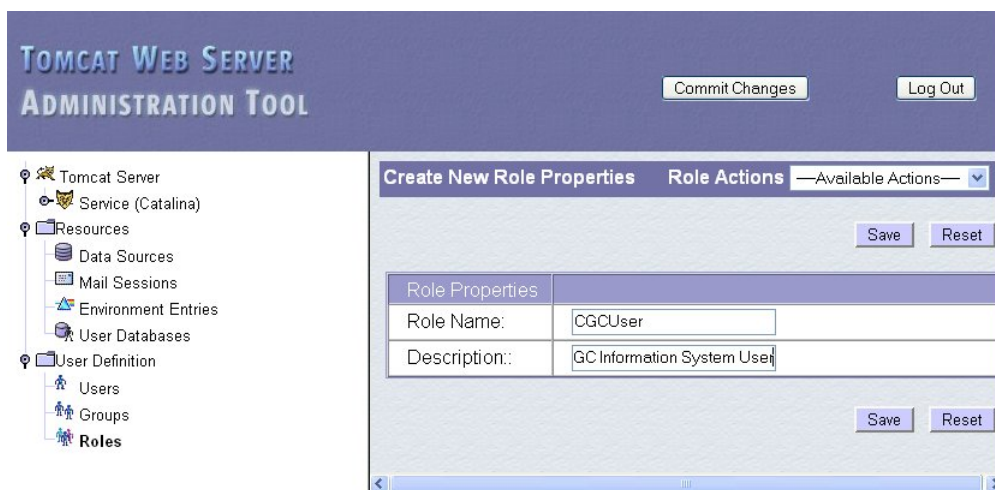 TOMCAT WEB SERVER
ADMINISTRATION TOOL
Commit Changes
Log Out
Tomcat Server
Service (Catalina)
Resources
Data Sources
Mail Sessions
Environment Entries
User Databases
User Definition
Users
Groups
Roles
Create New Role Properties
Role Actions
—Available Actions—
Save
Reset
Role Properties
Role Name:
CGCUser
Description::
GC Information System User
Save
Reset